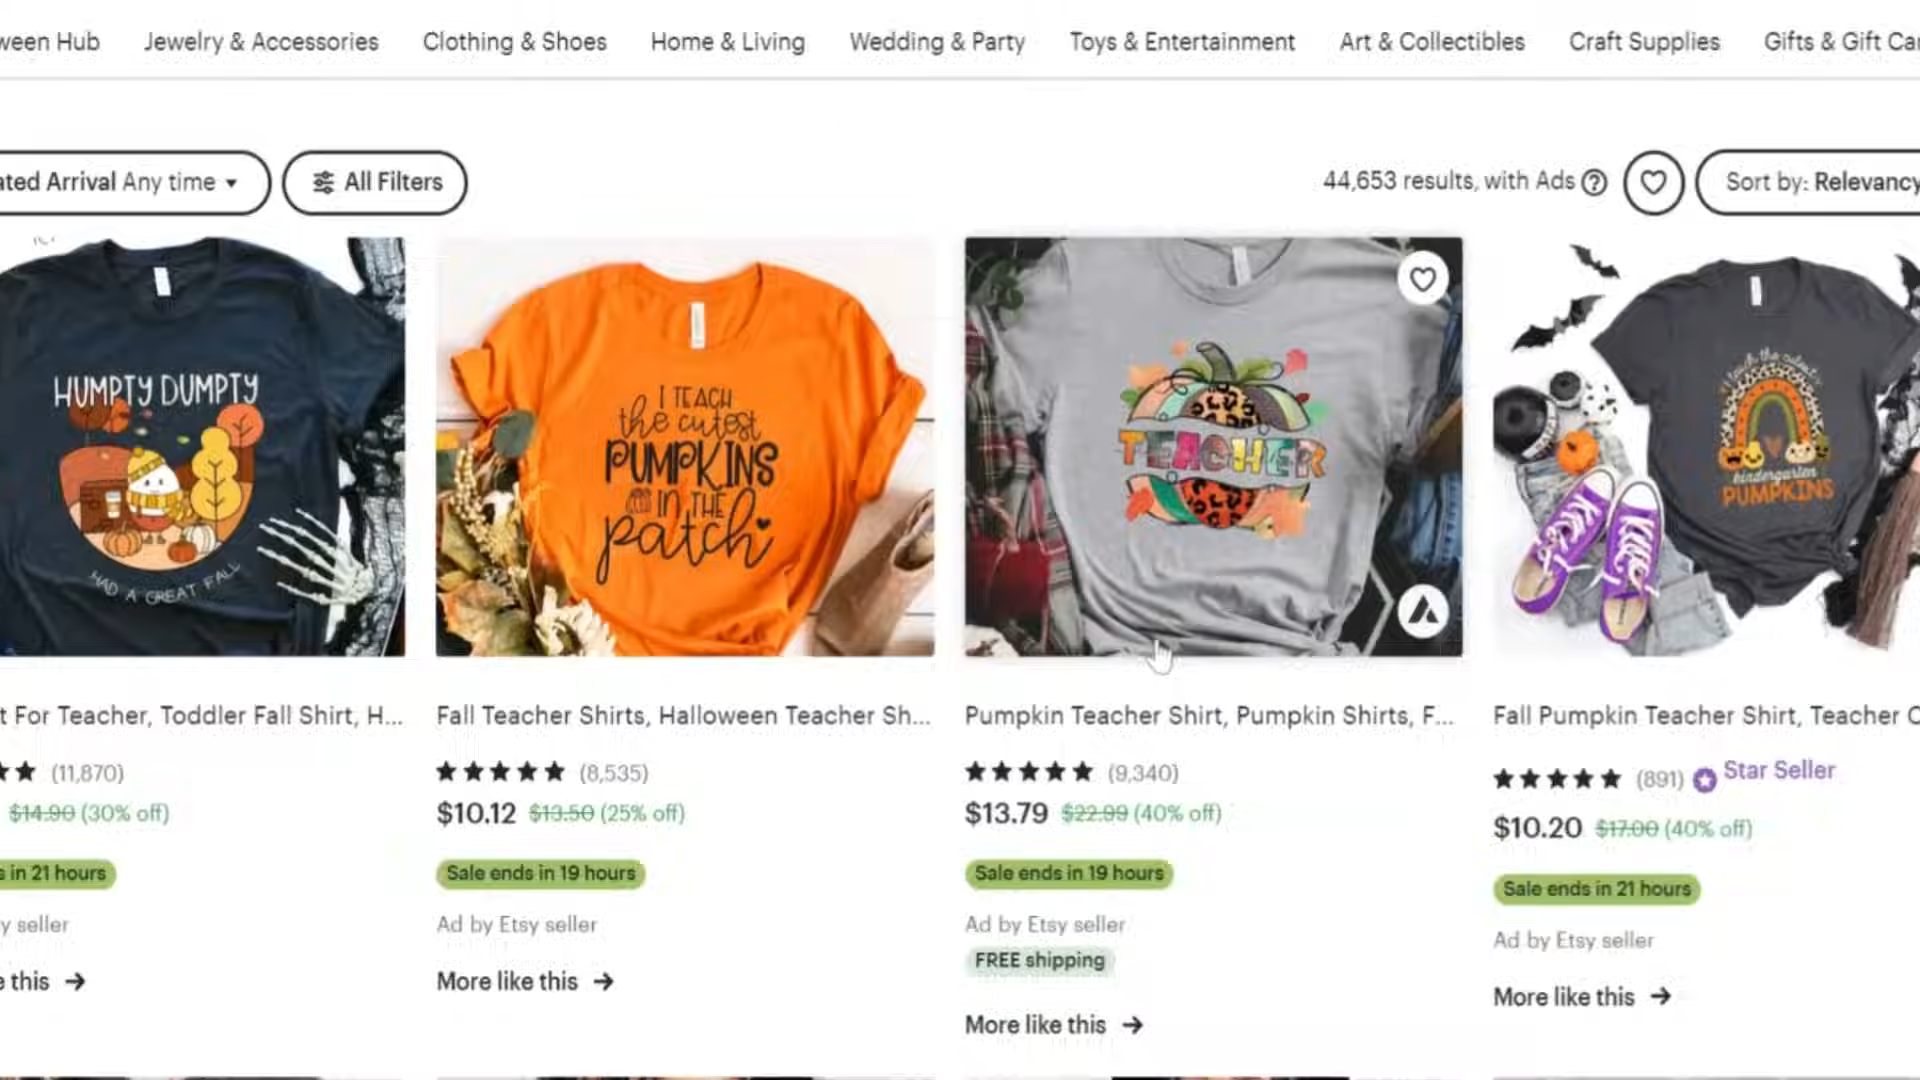 ween Hub
Jewelry & Accessories
Clothing & Shoes
Home & Living
Wedding & Party
Toys & Entertainment
Art & Collectibles
Craft Supplies
Gifts & Gift Car
ated Arrival Any time
All Filters
44,653 results, with Ads
Sort by: Relevancy
HUMPTY DUMPTY
HAD A GREAT FALL
t For Teacher, Toddler Fall Shirt, H...
(11,870)
$14.90 (30% off)
s in 21 hours
y seller
e this
I TEACH
the cutest
PUMPKINS
IN THE
patch
Fall Teacher Shirts, Halloween Teacher Sh...
(8,535)
$10.12 $13.50 (25% off)
Sale ends in 19 hours
Ad by Etsy seller
More like this
TEACHER
Pumpkin Teacher Shirt, Pumpkin Shirts, F...
(9,340)
$13.79 $22.99 (40% off)
Sale ends in 19 hours
Ad by Etsy seller
FREE shipping
More like this
I teach the cutest
kindergarten
PUMPKINS
Fall Pumpkin Teacher Shirt, Teacher
(891) Star Seller
$10.20 $17.00 (40% off)
Sale ends in 21 hours
Ad by Etsy seller
More like this